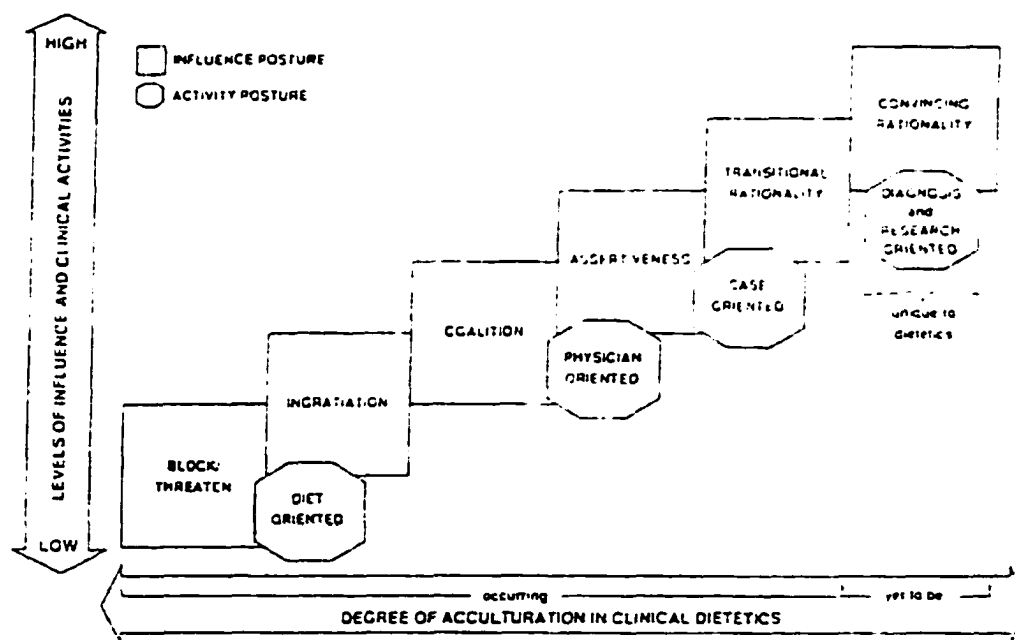 HIGH
INFLUENCE POSTURE
ACTIVITY POSTURE
LEVELS OF INFLUENCE AND CLINICAL ACTIVITIES
CONVINCING
RATIONALITY
TRANSITIONAL
RATIONALITY
DIAGNOSIS
and
RESEARCH
ORIENTED
ASSERTIVENESS
CASE
ORIENTED
unique to
dietetics
COALITION
PHYSICIAN
ORIENTED
INGRATIATION
BLOCK/
THREATEN
DIET
ORIENTED
LOW
occurring
yet to be
DEGREE OF ACCULTURATION IN CLINICAL DIETETICS